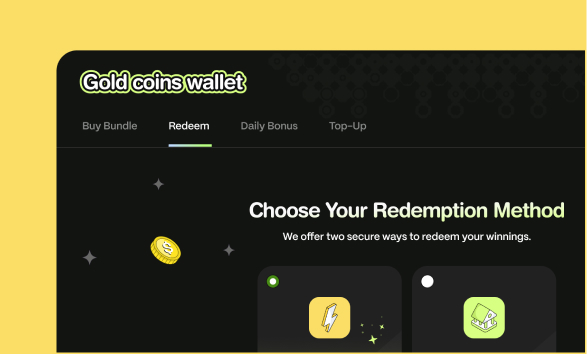 Gold coins wallet
Buy Bundle Redeem Daily Bonus Top-Up
Choose Your Redemption Method
We offer two secure ways to redeem your winnings.